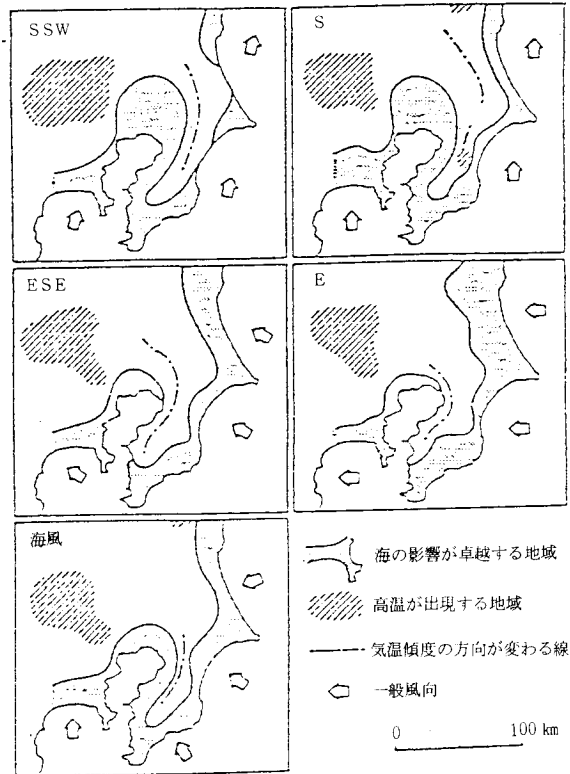 SSW
S
ESE
E
海風
海の影響が卓越する地域
高温が出現する地域
気温傾度の方向が変わる線
一般風向
0 100 km